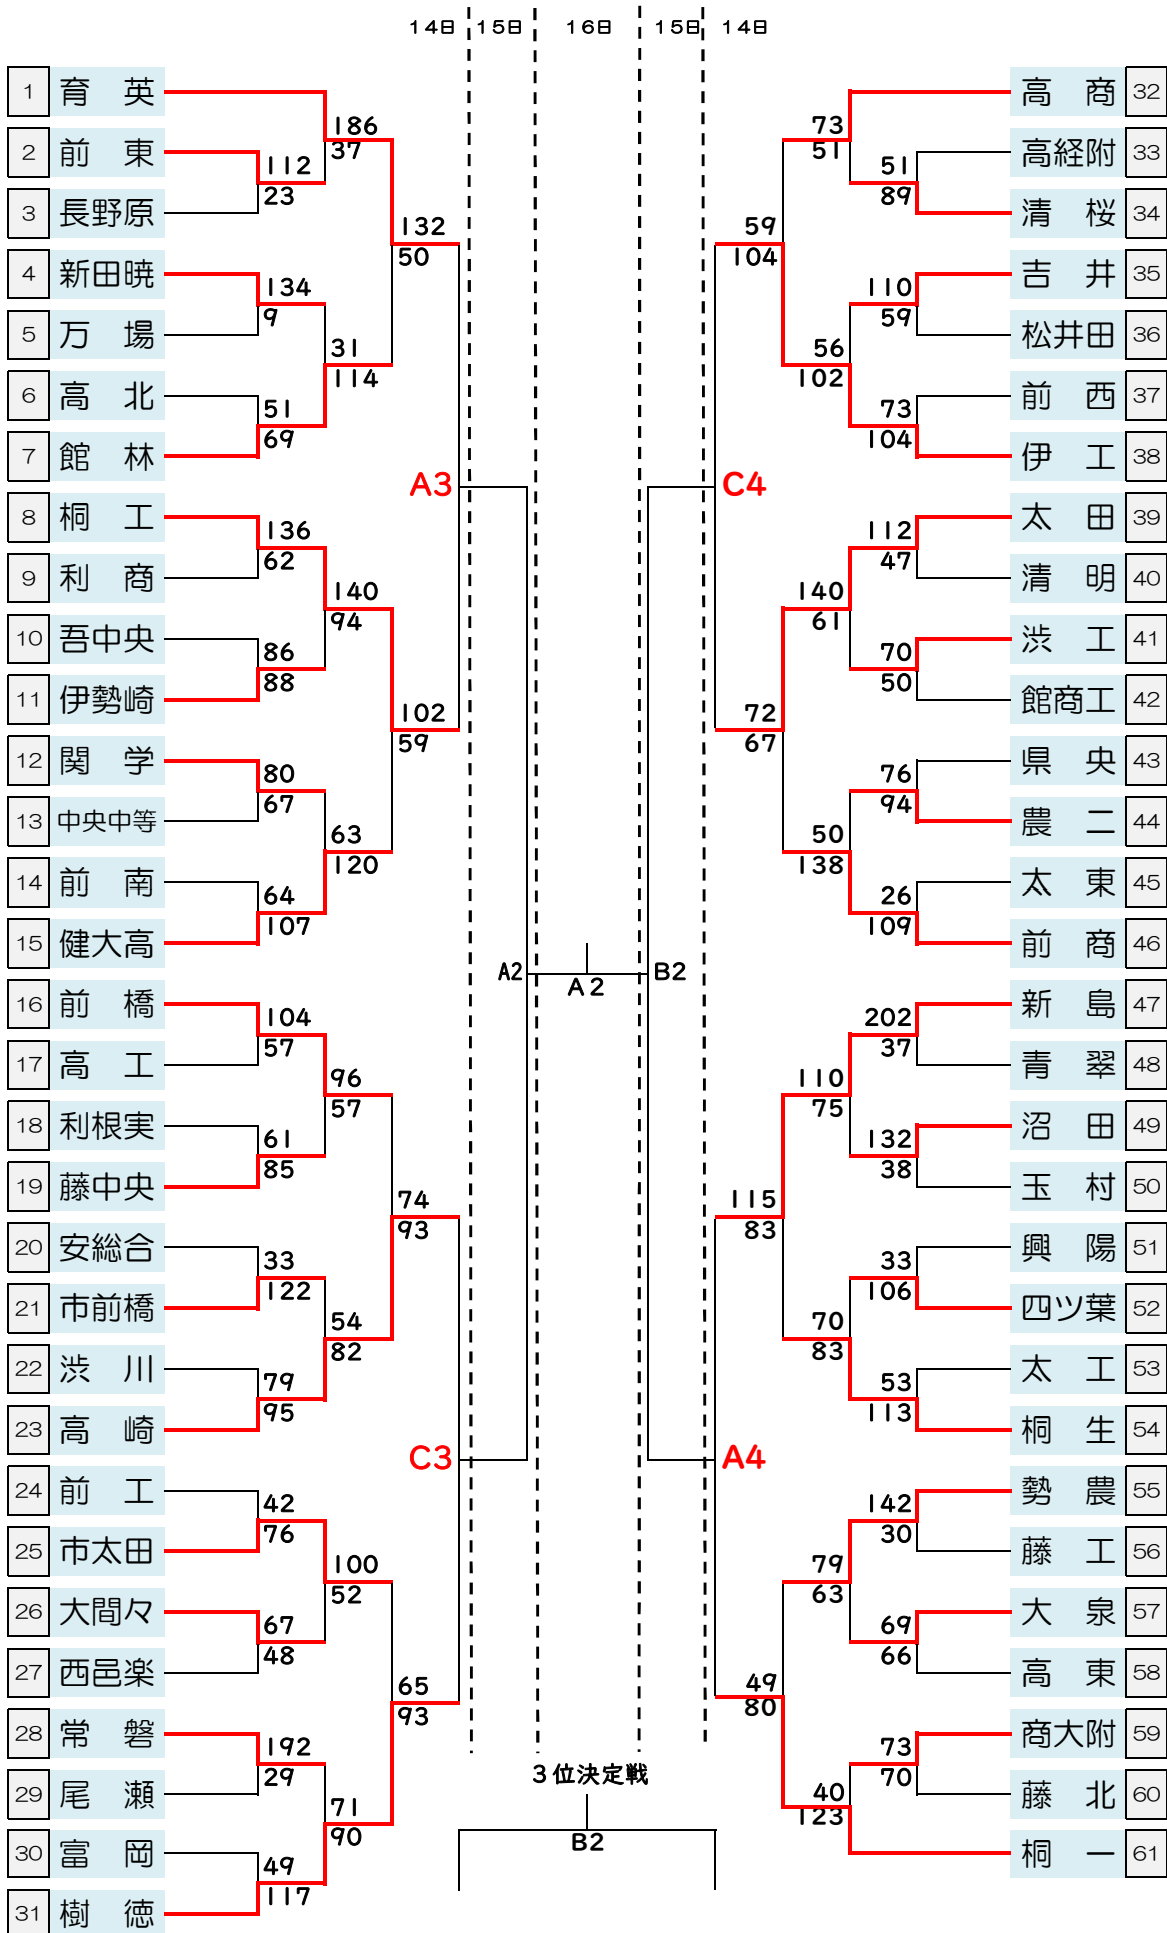 14日 15日 16日 15日 14日
1 育 英
2 前 東
3 長野原
4 新田暁
5 万 場
6 高 北
7 館 林
8 桐 工
9 利 商
10 吾中央
11 伊勢崎
12 関 学
13 中央中等
14 前 南
15 健大高
16 前 橋
17 高 工
18 利根実
19 藤中央
20 安総合
21 市前橋
22 渋 川
23 高 崎
24 前 工
25 市太田
26 大間々
27 西邑楽
28 常 磐
29 尾 瀬
30 富 岡
31 樹 徳
112
23
134
9
51
69
136
62
86
88
80
67
64
107
104
57
61
85
33
122
79
95
42
76
67
48
192
29
49
117
186
37
31
114
140
94
63
120
96
57
54
82
100
52
71
90
132
50
102
59
74
93
65
93
A3
C3
A2
A2
B2
C4
A4
3位決定戦
B2
59
104
72
67
115
83
49
80
73
51
56
102
140
61
50
138
110
75
70
83
79
63
40
123
51
89
110
59
73
104
112
47
70
50
76
94
26
109
202
37
132
38
33
106
53
113
142
30
69
66
73
70
高 商 32
高経附 33
清 桜 34
吉 井 35
松井田 36
前 西 37
伊 工 38
太 田 39
清 明 40
渋 工 41
館商工 42
県 央 43
農 二 44
太 東 45
前 商 46
新 島 47
青 翠 48
沼 田 49
玉 村 50
興 陽 51
四ツ葉 52
太 工 53
桐 生 54
勢 農 55
藤 工 56
大 泉 57
高 東 58
商大附 59
藤 北 60
桐 一 61